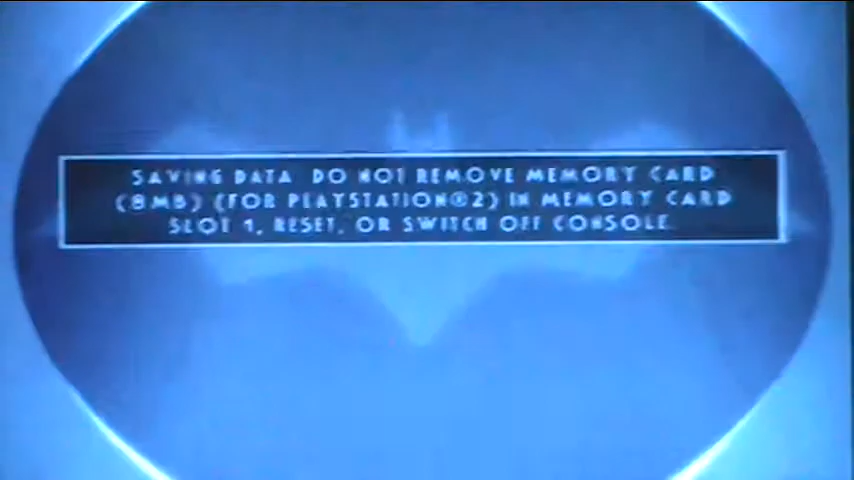 SAVING DATA. DO NOT REMOVE MEMORY CARD
(8MB) (FOR PLAYSTATION®2) IN MEMORY CARD
SLOT 1, RESET, OR SWITCH OFF CONSOLE.